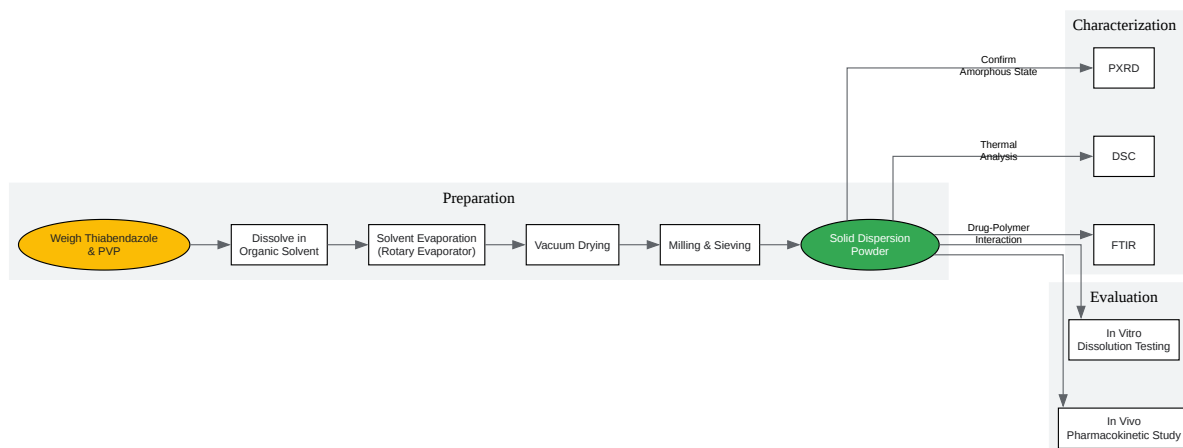 Characterization
Confirm
Amorphous State
PXRD
Thermal
Analysis
DSC
Preparation
Weigh Thiabendazole
& PVP
Dissolve in
Organic Solvent
Solvent Evaporation
(Rotary Evaporator)
Vacuum Drying
Milling & Sieving
Solid Dispersion
Powder
Drug-Polymer
Interaction
FTIR
Evaluation
In Vitro
Dissolution Testing
In Vivo
Pharmacokinetic Study